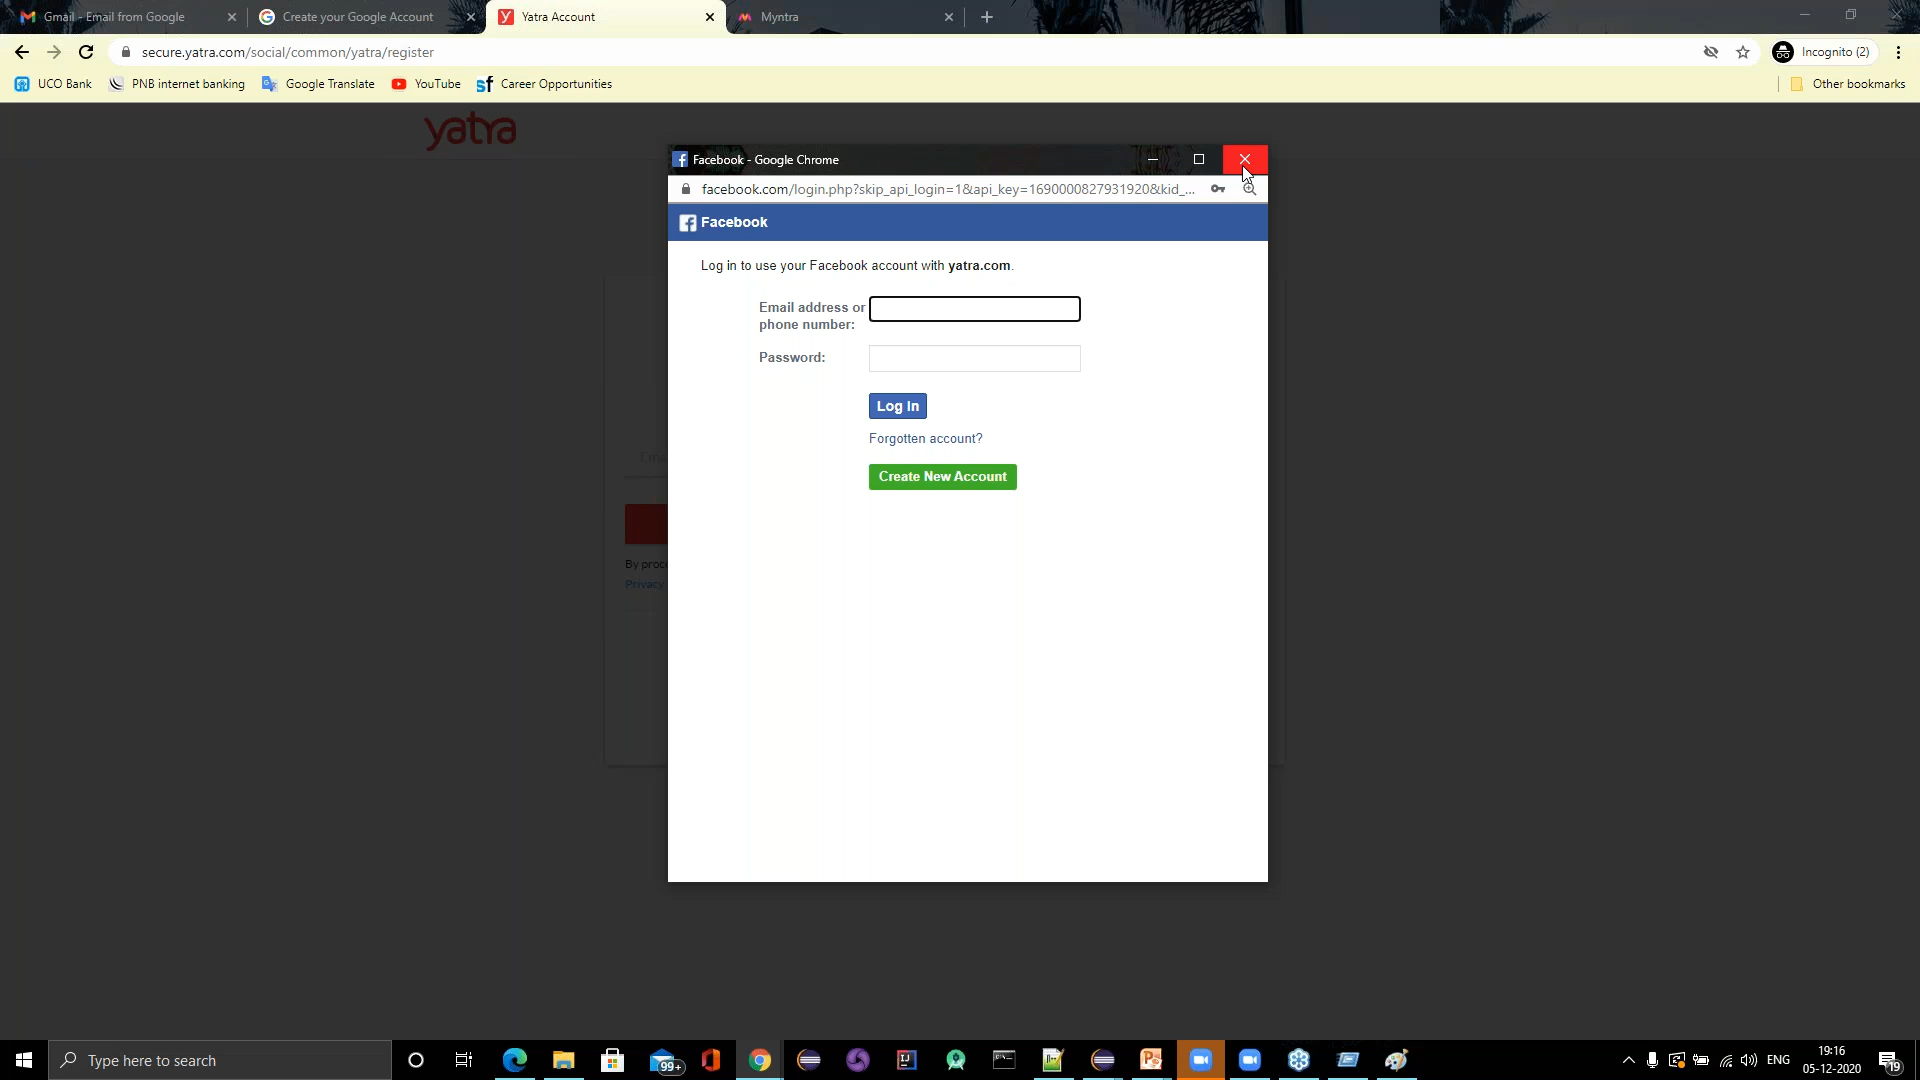 Gmail - Email from Google
Create your Google Account
Yatra Account
Myntra
secure.yatra.com/social/common/yatra/register
Incognito (2)
UCO Bank
PNB internet banking
Google Translate
YouTube
Career Opportunities
Other bookmarks
yatra
Facebook - Google Chrome
facebook.com/login.php?skip_api_login=1&api_key=1690000827931920&kid_...
Facebook
Log in to use your Facebook account with yatra.com.
Email address or
phone number:
Password:
Log In
Forgotten account?
Create New Account
Ema
By proce
Privacy
Type here to search
99+
ENG
19:16
05-12-2020
19